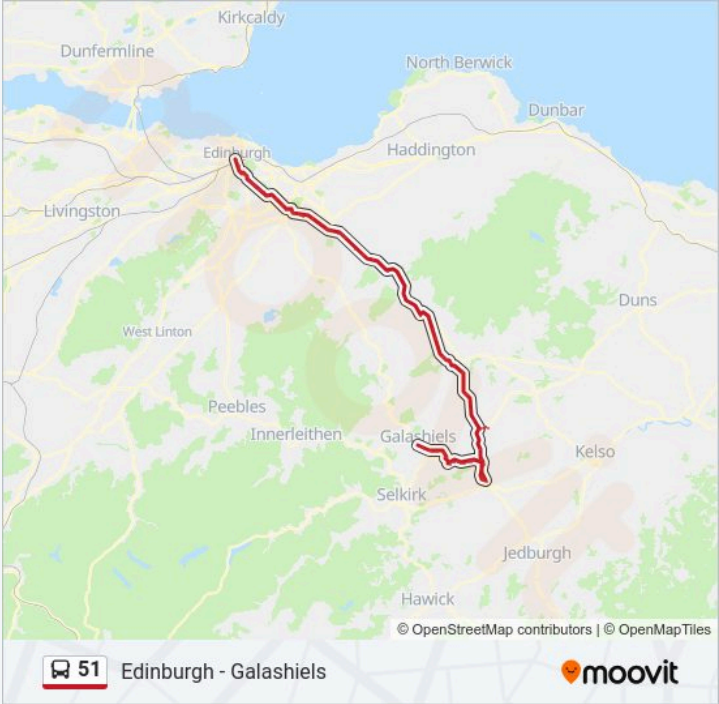 Kirkcaldy
Dunfermline
North Berwick
Dunbar
Edinburgh
Haddington
Livingston
Duns
West Linton
Peebles
Innerleithen
Galashiels
Kelso
Selkirk
Jedburgh
Hawick
© OpenStreetMap contributors | © OpenMapTiles
51 Edinburgh - Galashiels
moovit